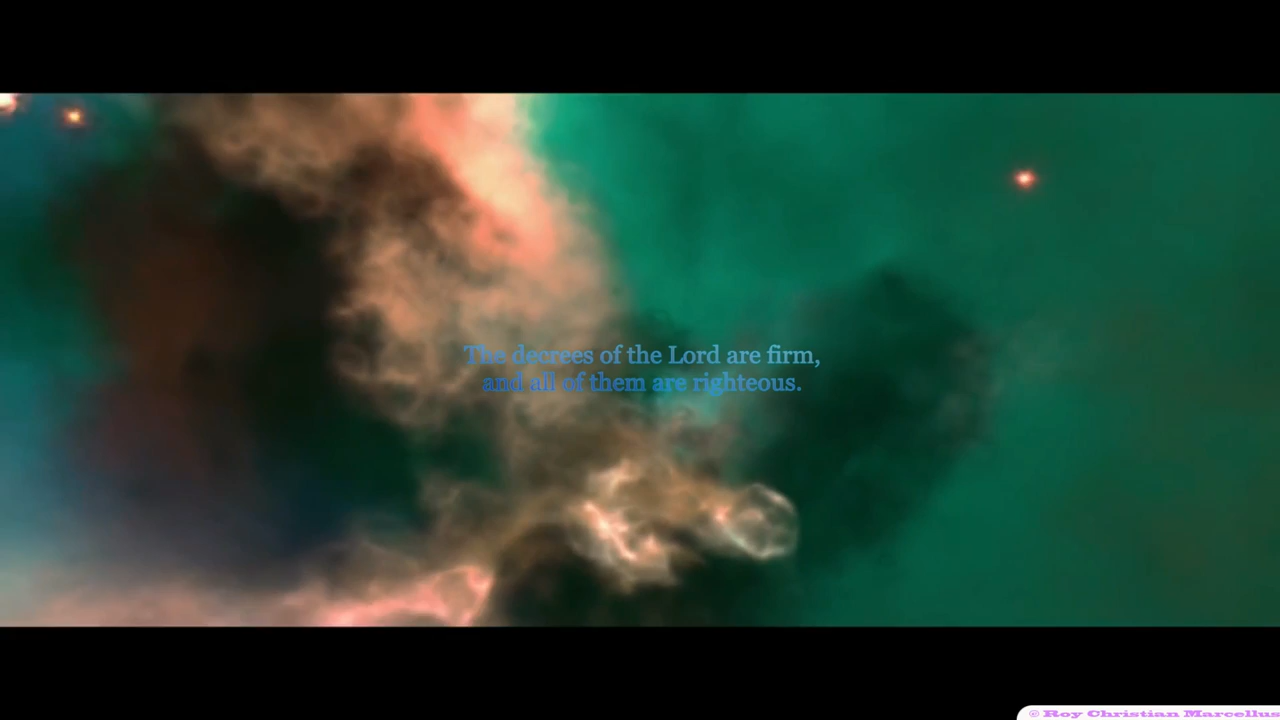 The decrees of the Lord are firm,
and all of them are righteous.
© Roy Christian Marcellus